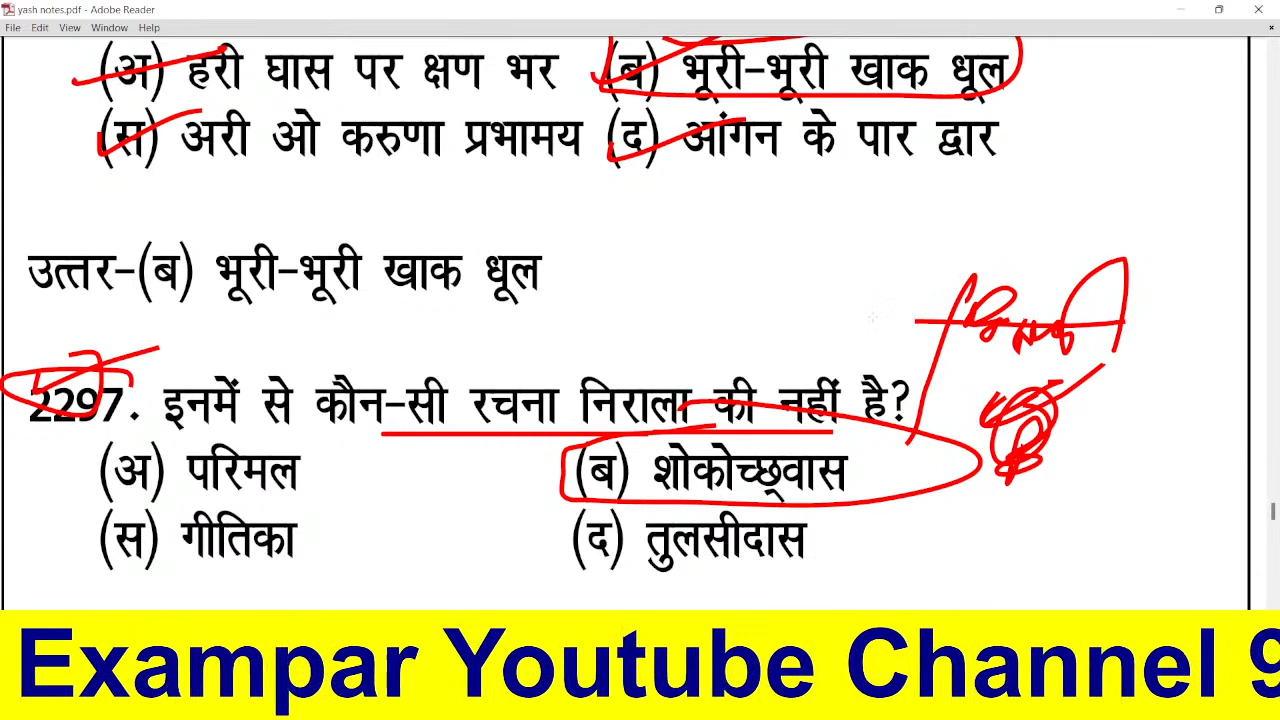 yash notes.pdf - Adobe Reader
File Edit View Window Help
(अ) हरी घास पर क्षण भर (ब) भूरी-भूरी खाक धूल
(स) अरी ओ करुणा प्रभामय (द) आंगन के पार द्वार
उत्तर-(ब) भूरी-भूरी खाक धूल
2297. इनमें से कौन-सी रचना निराला की नहीं है?
(अ) परिमल (ब) शोकोच्छ्वास
(स) गीतिका (द) तुलसीदास
Exampar Youtube Channel 9